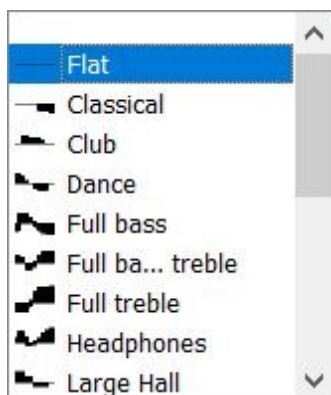 Flat
Classical
Club
Dance
Full bass
Full ba... treble
Full treble
Headphones
Large Hall